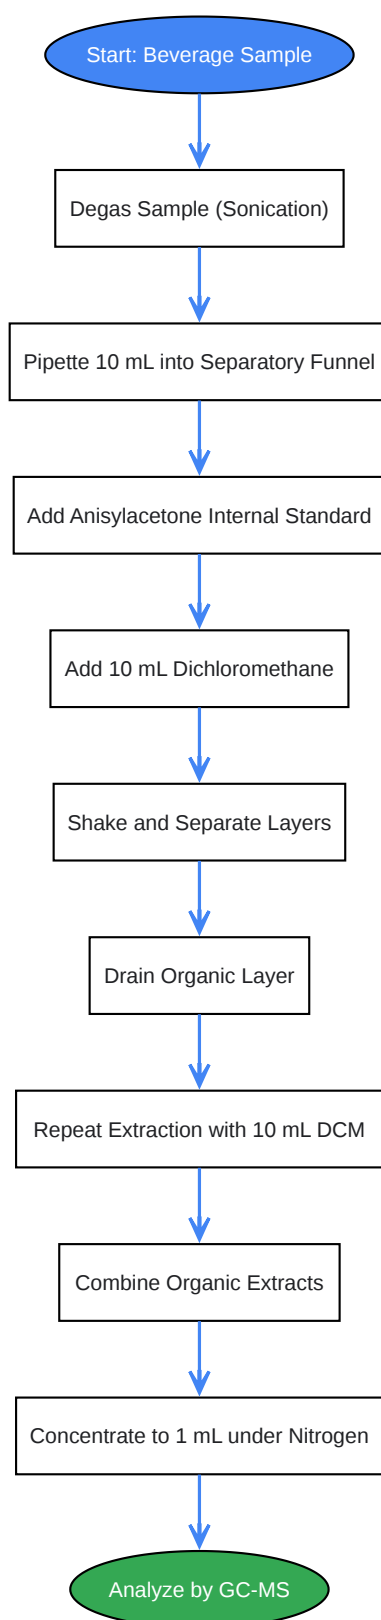 Start: Beverage Sample
Degas Sample (Sonication)
Pipette 10 mL into Separatory Funnel
Add Anisylacetone Internal Standard
Add 10 mL Dichloromethane
Shake and Separate Layers
Drain Organic Layer
Repeat Extraction with 10 mL DCM
Combine Organic Extracts
Concentrate to 1 mL under Nitrogen
Analyze by GC-MS